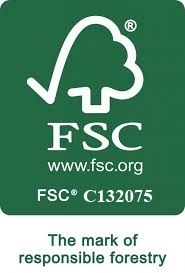 ®
FSC
www.fsc.org
FSC® C132075
The mark of
responsible forestry